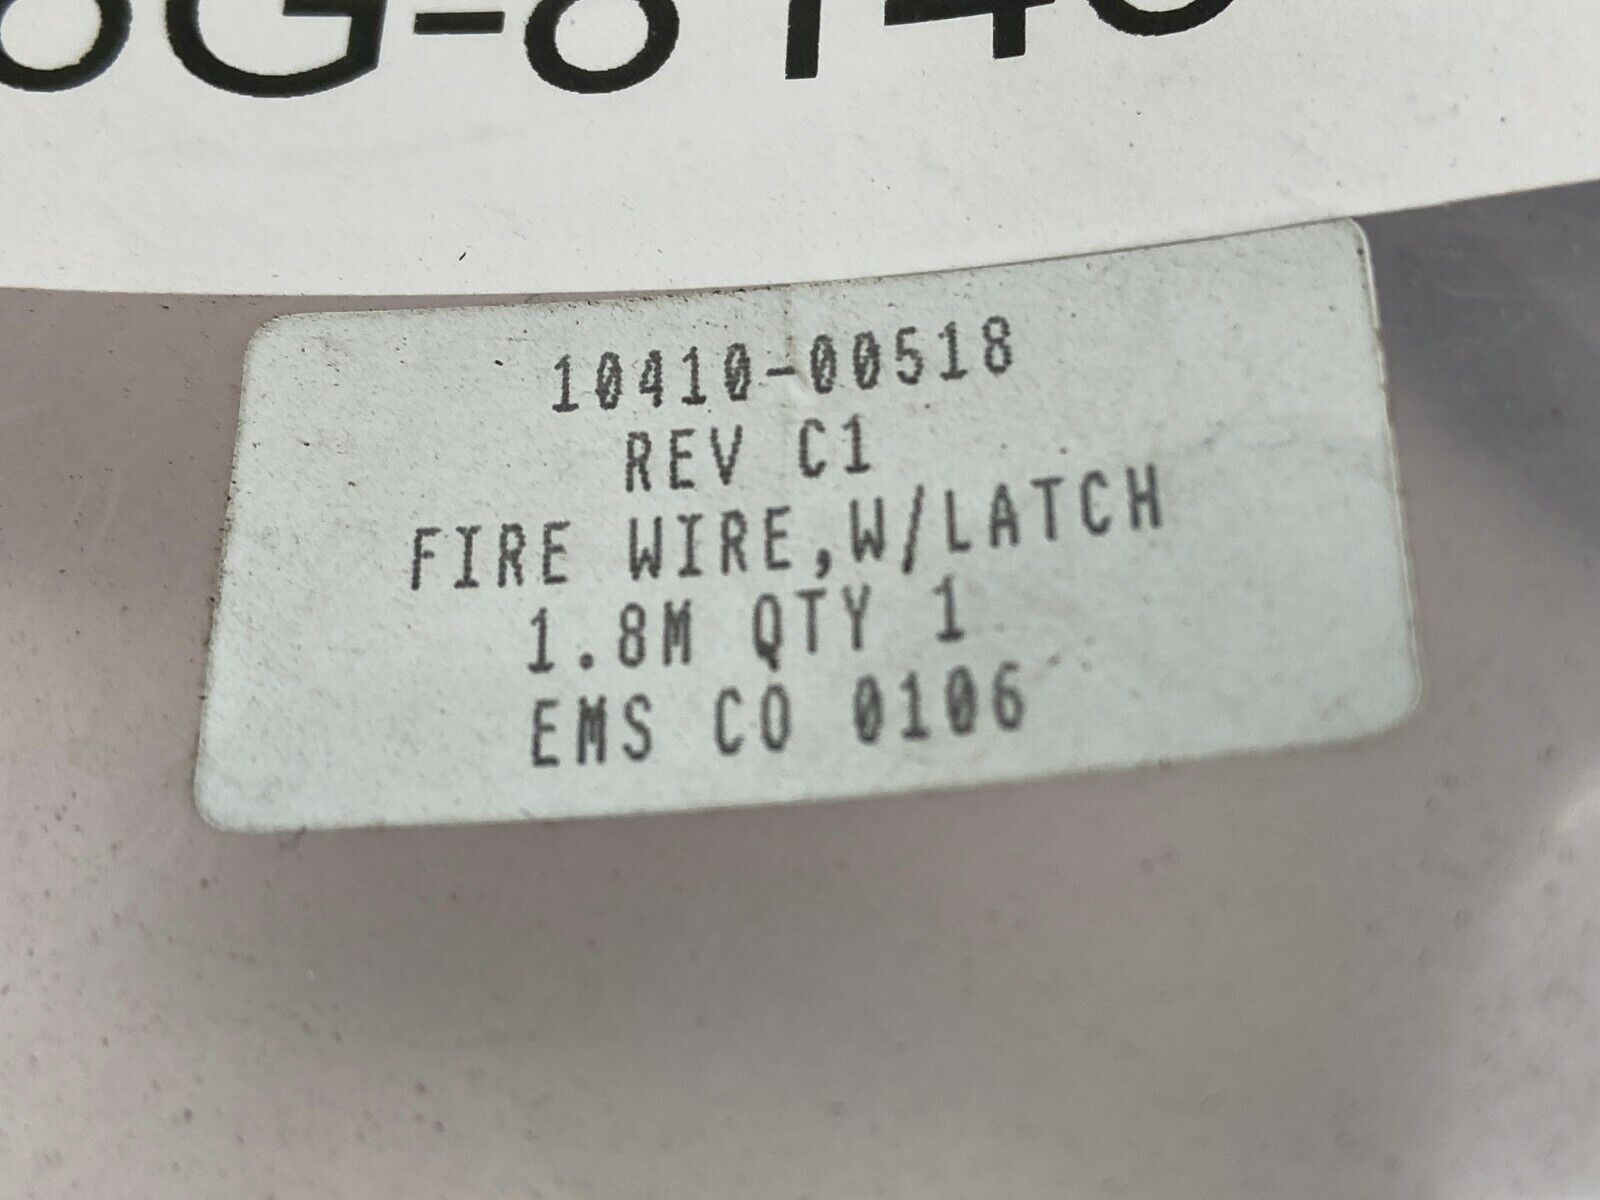 10410-00518
REV C1
FIRE WIRE,W/LATCH
1.8M QTY 1
EMS CO 0106